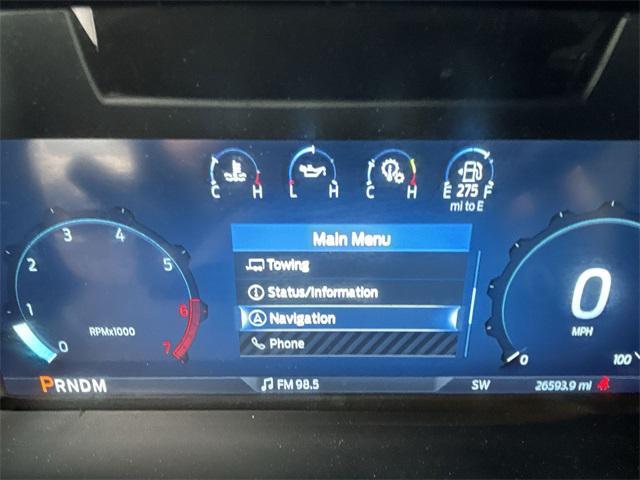 C H
L H
C H
E 275 F
mi to E
Main Menu
Towing
Status/Information
Navigation
Phone
0 1 2 3 4 5 6 7
RPMx1000
0
MPH
0 100
PRNDM
FM 98.5
SW
26593.9 mi